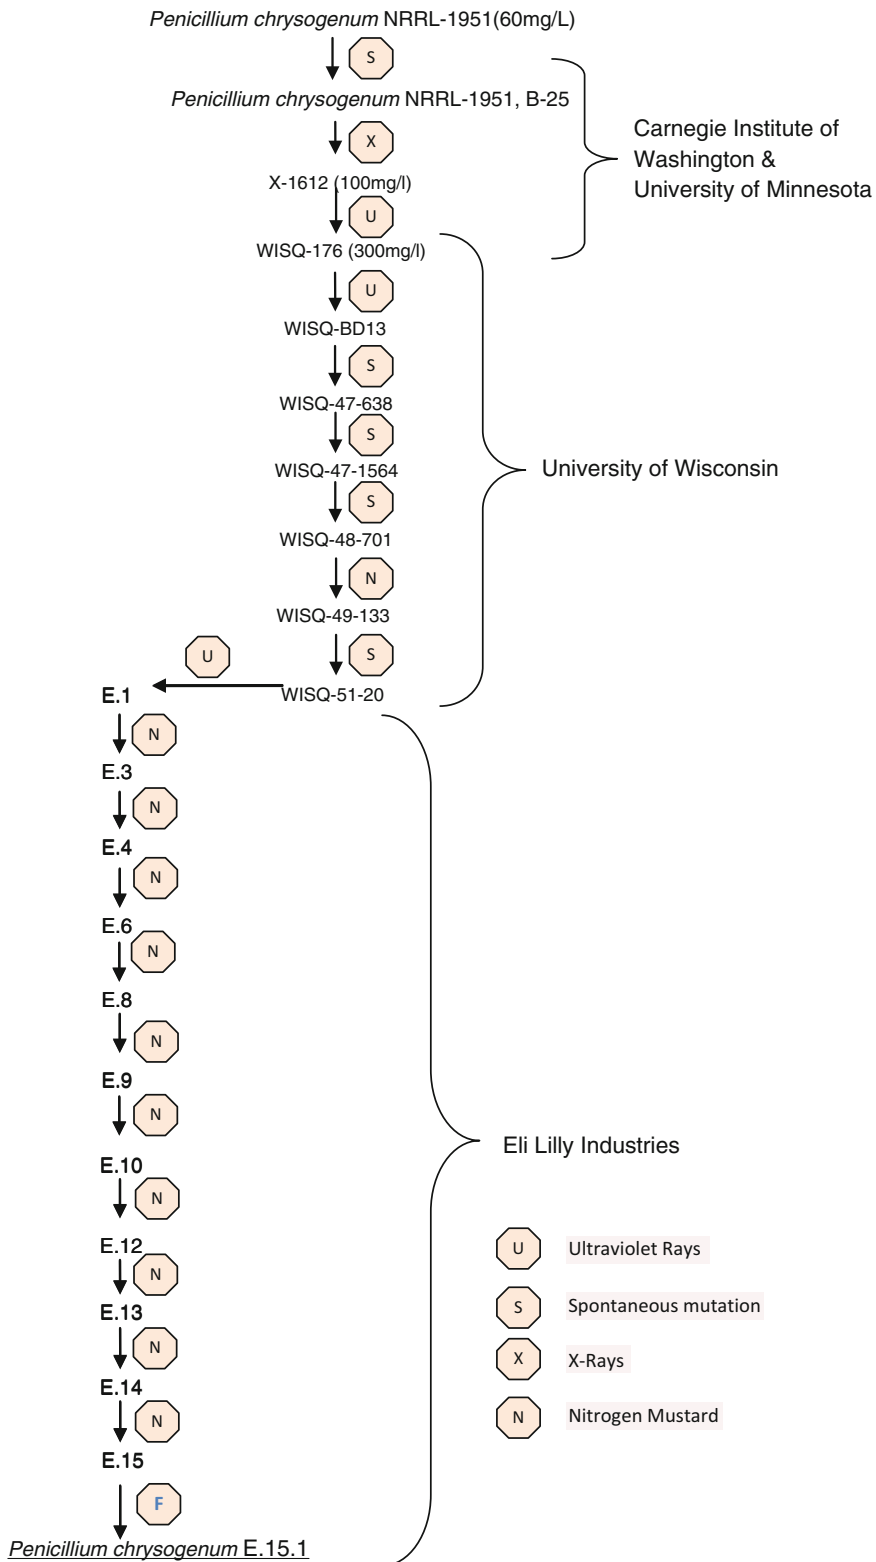 Penicillium chrysogenum NRRL-1951(60mg/L)
S
Penicillium chrysogenum NRRL-1951, B-25
X
X-1612 (100mg/l)
U
WISQ-176 (300mg/l)
Carnegie Institute of
Washington &
University of Minnesota
U
WISQ-BD13
S
WISQ-47-638
S
WISQ-47-1564
S
WISQ-48-701
N
WISQ-49-133
S
WISQ-51-20
University of Wisconsin
U
E.1
N
E.3
N
E.4
N
E.6
N
E.8
N
E.9
N
E.10
N
E.12
N
E.13
N
E.14
N
E.15
F
Penicillium chrysogenum E.15.1
Eli Lilly Industries
U Ultraviolet Rays
S Spontaneous mutation
X X-Rays
N Nitrogen Mustard